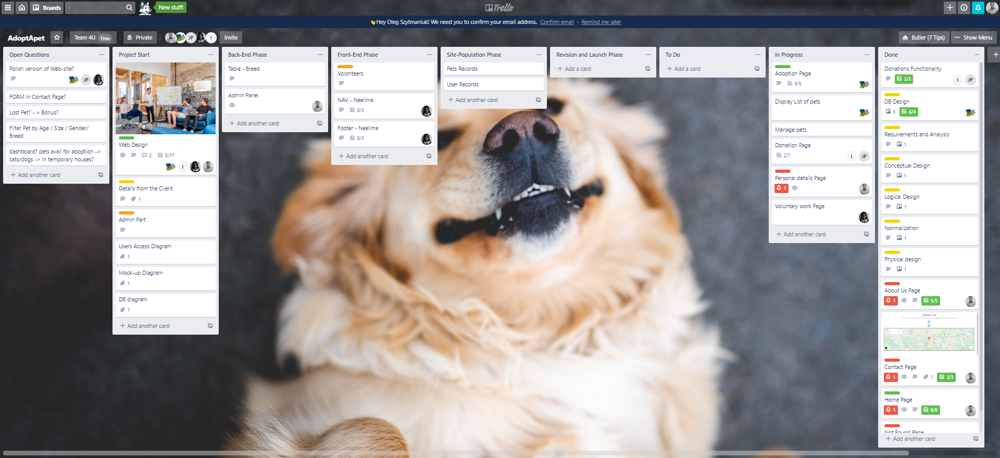 Boards
New stuff!
Trello
Hey Oleg Szytmaniuk! We need you to confirm your email address. Confirm email · Remind me later
AdoptApet
Team 4U Free
Private
JP
I
Invite
Butler (7 Tips)
Show Menu
Open Questions
Polish version of Web-site?
JP
FORM in Contact Page?
Lost Pet? - > Bonus?
Filter Pet by Age / Size / Gender/
Breed
dashboard? pets avail for adoption ->
cats/dogs -> in temporary houses?
+ Add another card
Project Start
Web Design
2 0/17
I
Details from the Client
1
Admin Part
Users Access Diagram
1
Mock-up Diagram
1
DB diagram
1
+ Add another card
Back-End Phase
Table - Breed
Admin Panel
+ Add another card
Front-End Phase
Volonteers
NAV - Neelima
0/3
Footer - Neelima
0/3
+ Add another card
Site-Population Phase
Pets Records
User Records
+ Add another card
Revision and Launch Phase
+ Add a card
To Do
+ Add a card
In Progress
Adoption Page
0/5
Display List of pets
Manage pets
Donation Page
2/7 I JP
Personal details Page
1
Voluntary work Page
+ Add another card
Done
Donations Functionality
3/3 I JP
DB Design
5 4/4
Requirements and Analysis
1
Conceptual Design
1
Logical Design
1
Normalization
1
Physical design
1
About Us Page
1 5/5
CONTACT US
Contact Page
1 1 3/3
Home Page
1 6/6
Not Found Page
+ Add another card